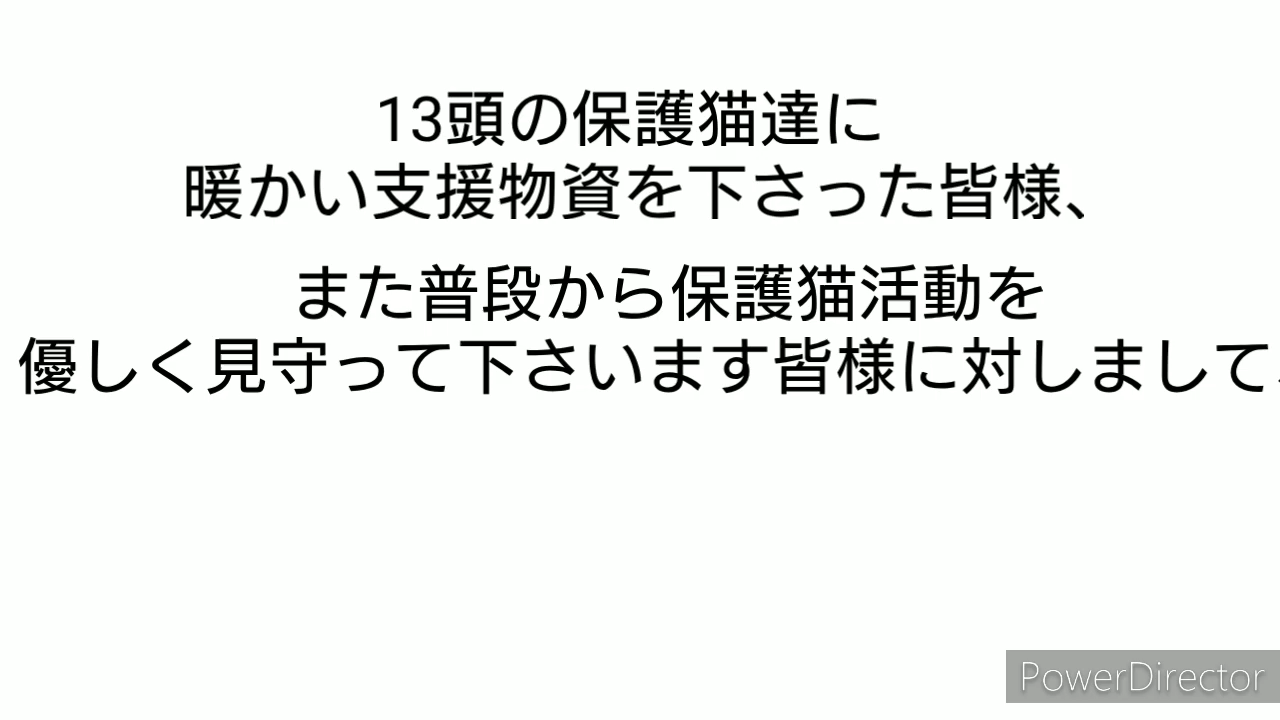 13頭の保護猫達に
暖かい支援物資を下さった皆様、
また普段から保護猫活動を
優しく見守って下さいます皆様に対しまして、
PowerDirector